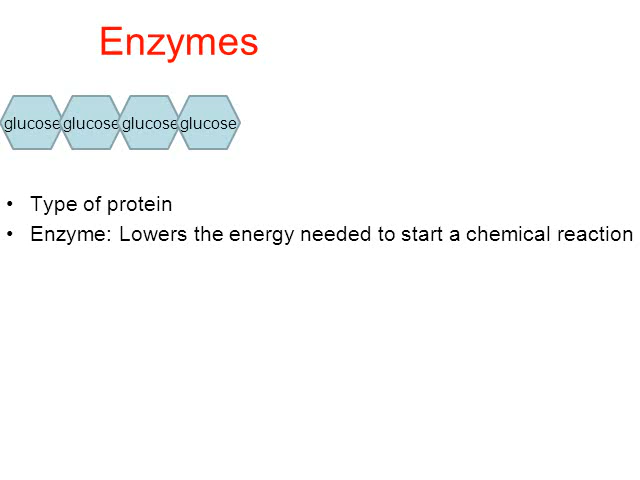 Enzymes
glucose glucose glucose glucose
• Type of protein
• Enzyme: Lowers the energy needed to start a chemical reaction